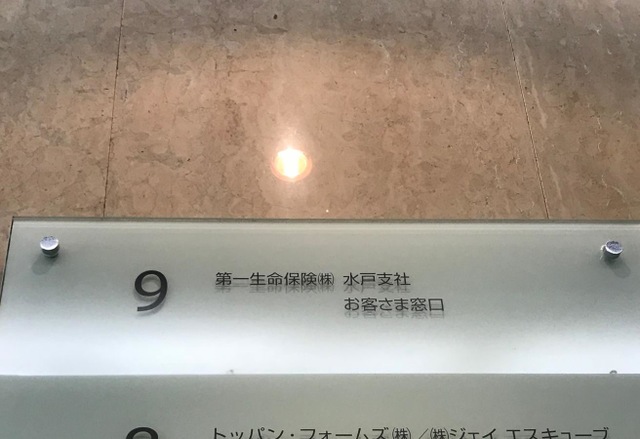 9 第一生命保険㈱ 水戸支社
お客さま窓口
トッパン・フォームズ㈱／㈱ジェイ エスキューブ